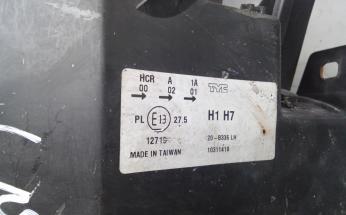 HCR A 1A TYC
00 02 01
PL E13 27.5 H1 H7
12715 20-B336 LH
MADE IN TAIWAN 10311418